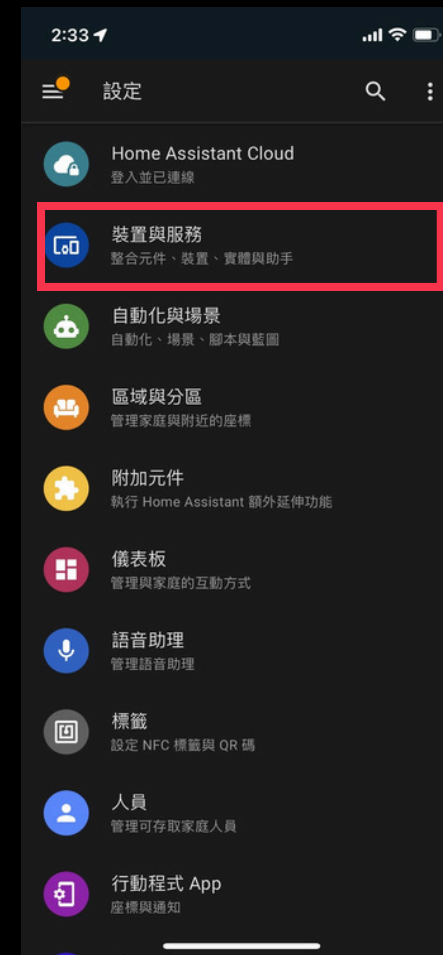 2:33
設定
Home Assistant Cloud
登入並已連線
裝置與服務
整合元件、裝置、實體與助手
自動化與場景
自動化、場景、腳本與藍圖
區域與分區
管理家庭與附近的座標
附加元件
執行 Home Assistant 額外延伸功能
儀表板
管理與家庭的互動方式
語音助理
管理語音助理
標籤
設定 NFC 標籤與 QR 碼
人員
管理可存取家庭人員
行動程式 App
座標與通知